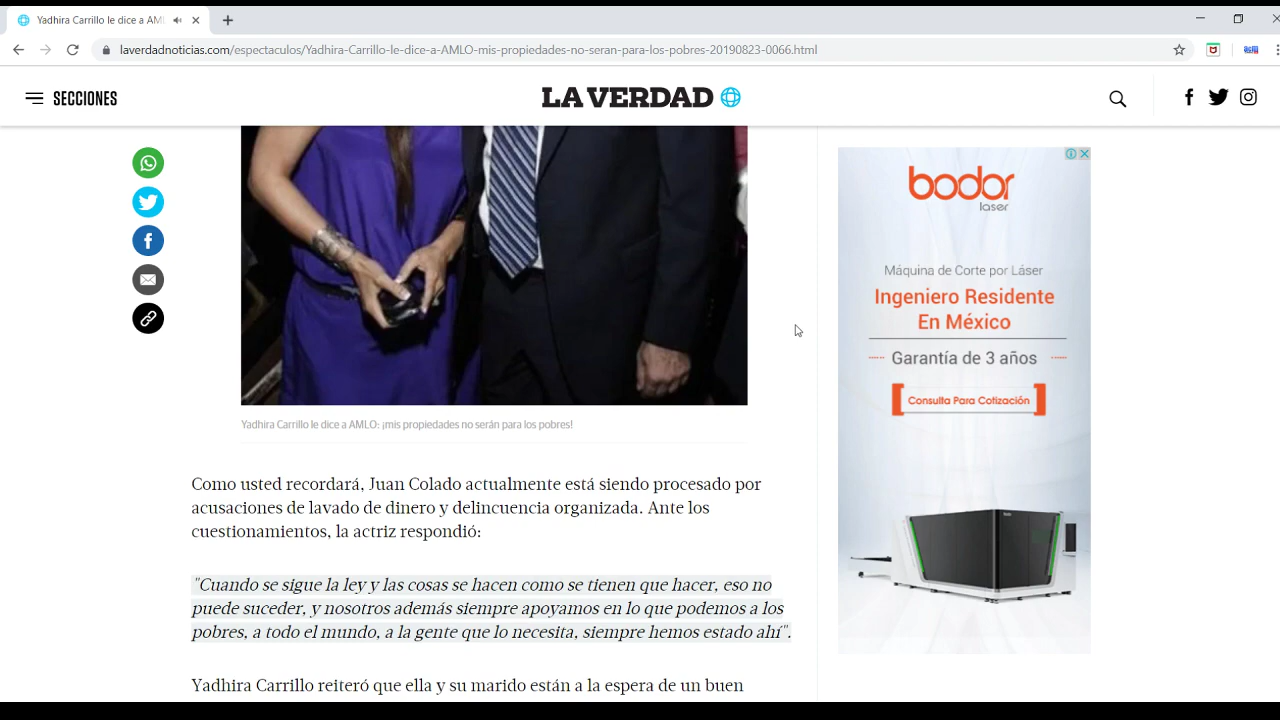 Yadhira Carrillo le dice a AML
laverdadnoticias.com/espectaculos/Yadhira-Carrillo-le-dice-a-AMLO-mis-propiedades-no-seran-para-los-pobres-20190823-0066.html
SECCIONES
LA VERDAD
Yadhira Carrillo le dice a AMLO: ¡mis propiedades no serán para los pobres!
Como usted recordará, Juan Colado actualmente está siendo procesado por
acusaciones de lavado de dinero y delincuencia organizada. Ante los
cuestionamientos, la actriz respondió:
"Cuando se sigue la ley y las cosas se hacen como se tienen que hacer, eso no
puede suceder, y nosotros además siempre apoyamos en lo que podemos a los
pobres, a todo el mundo, a la gente que lo necesita, siempre hemos estado ahí".
Yadhira Carrillo reiteró que ella y su marido están a la espera de un buen
bodor
laser
Máquina de Corte por Láser
Ingeniero Residente
En México
Garantía de 3 años
Consulta Para Cotización